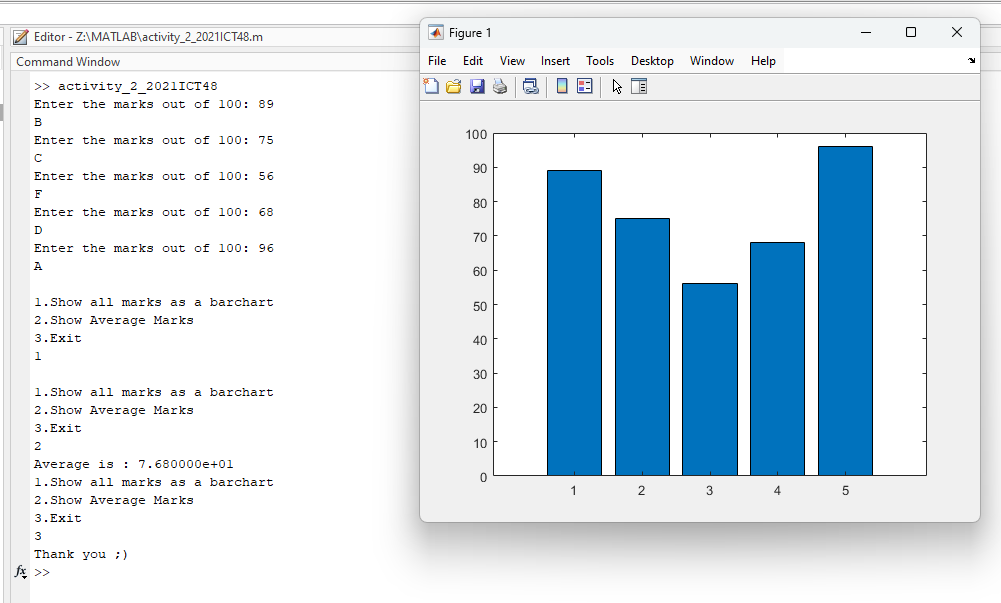 Editor - Z:\MATLAB\activity_2_2021ICT48.m
Command Window
>> activity_2_2021ICT48
Enter the marks out of 100: 89
B
Enter the marks out of 100: 75
C
Enter the marks out of 100: 56
F
Enter the marks out of 100: 68
D
Enter the marks out of 100: 96
A
1.Show all marks as a barchart
2.Show Average Marks
3.Exit
1
1.Show all marks as a barchart
2.Show Average Marks
3.Exit
2
Average is : 7.680000e+01
1.Show all marks as a barchart
2.Show Average Marks
3.Exit
3
Thank you ;)
fx >>
Figure 1
File Edit View Insert Tools Desktop Window Help
100
90
80
70
60
50
40
30
20
10
0
1 2 3 4 5